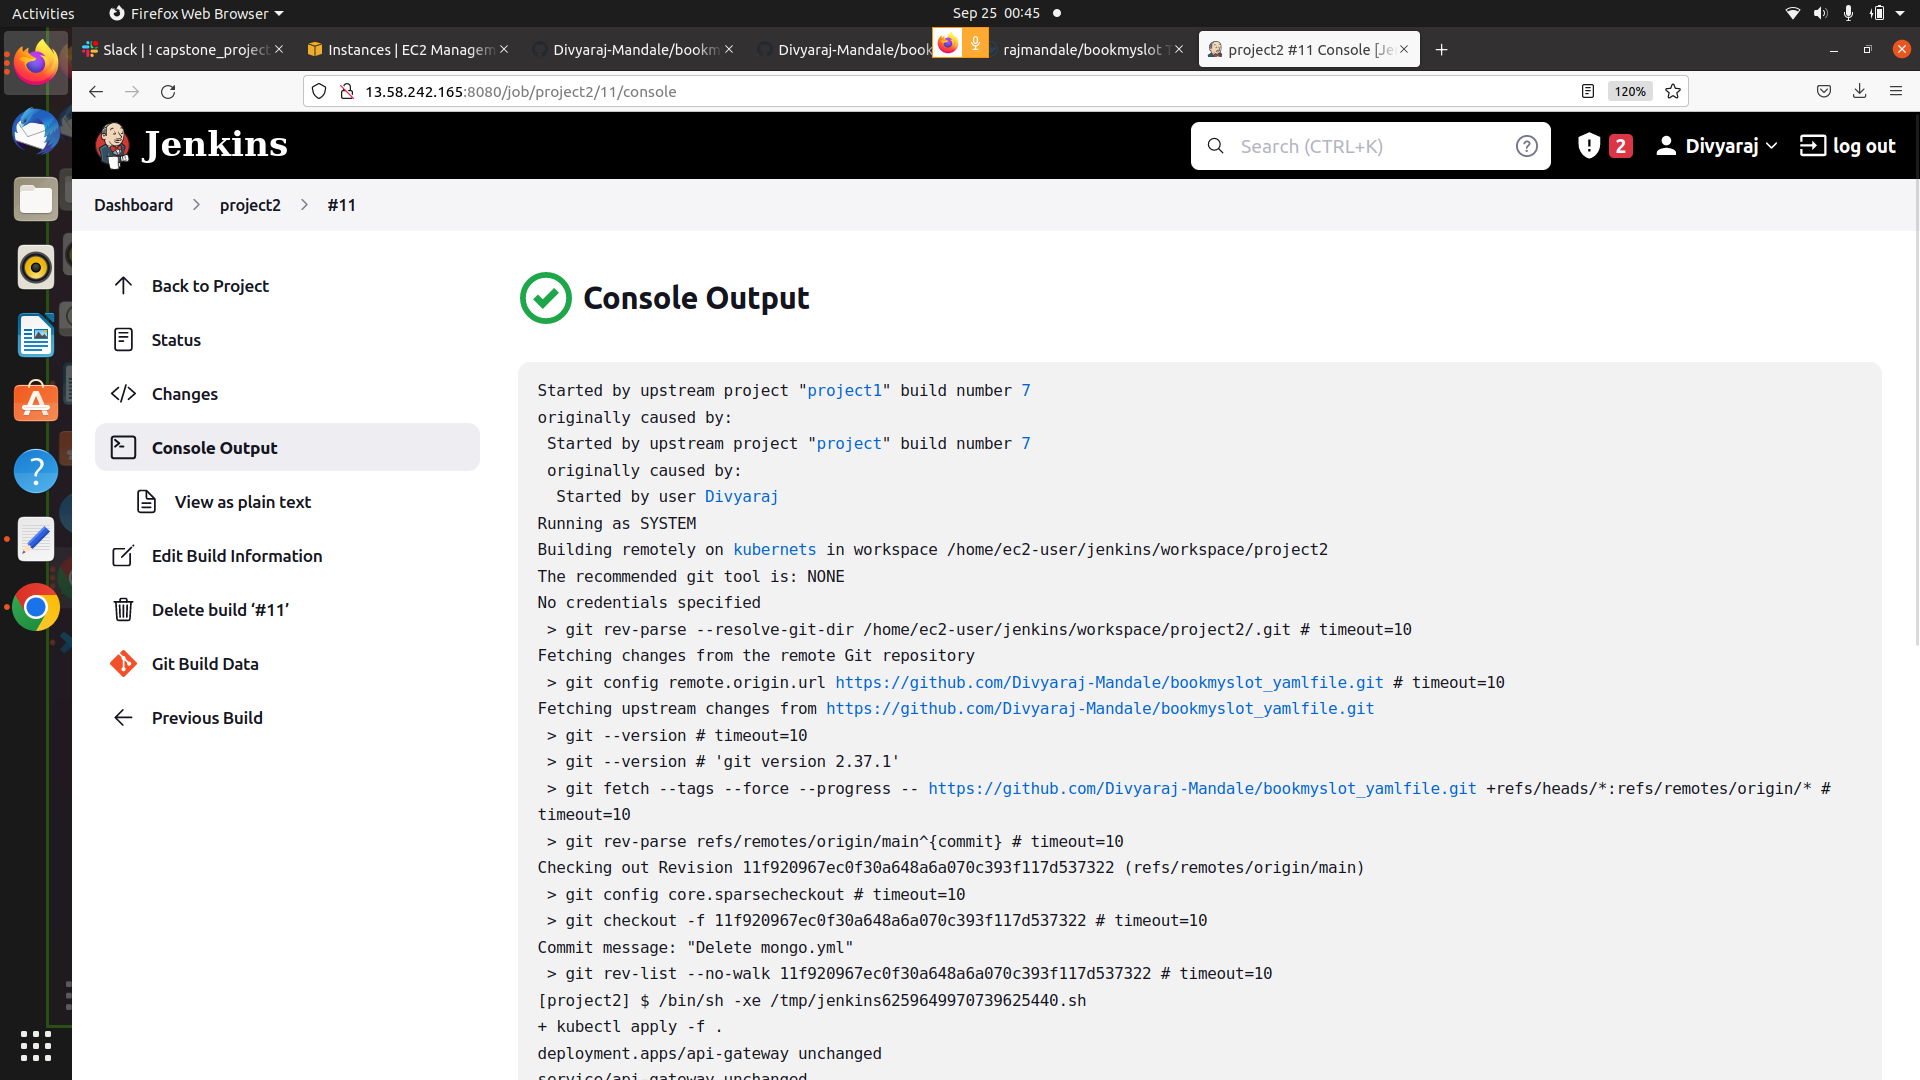 Activities
Firefox Web Browser
Sep 25 00:45
Slack | ! capstone_project
Instances | EC2 Managem
Divyaraj-Mandale/bookm
Divyaraj-Mandale/book
rajmandale/bookmyslot T
project2 #11 Console [Je
13.58.242.165:8080/job/project2/11/console
120%
Jenkins
Search (CTRL+K)
2
Divyaraj
log out
Dashboard
project2
#11
Back to Project
Status
Changes
Console Output
View as plain text
Edit Build Information
Delete build ‘#11’
Git Build Data
Previous Build
Console Output
Started by upstream project "project1" build number 7
originally caused by:
Started by upstream project "project" build number 7
originally caused by:
Started by user Divyaraj
Running as SYSTEM
Building remotely on kubernets in workspace /home/ec2-user/jenkins/workspace/project2
The recommended git tool is: NONE
No credentials specified
> git rev-parse --resolve-git-dir /home/ec2-user/jenkins/workspace/project2/.git # timeout=10
Fetching changes from the remote Git repository
> git config remote.origin.url https://github.com/Divyaraj-Mandale/bookmyslot_yamlfile.git # timeout=10
Fetching upstream changes from https://github.com/Divyaraj-Mandale/bookmyslot_yamlfile.git
> git --version # timeout=10
> git --version # 'git version 2.37.1'
> git fetch --tags --force --progress -- https://github.com/Divyaraj-Mandale/bookmyslot_yamlfile.git +refs/heads/*:refs/remotes/origin/* #
timeout=10
> git rev-parse refs/remotes/origin/main^{commit} # timeout=10
Checking out Revision 11f920967ec0f30a648a6a070c393f117d537322 (refs/remotes/origin/main)
> git config core.sparsecheckout # timeout=10
> git checkout -f 11f920967ec0f30a648a6a070c393f117d537322 # timeout=10
Commit message: "Delete mongo.yml"
> git rev-list --no-walk 11f920967ec0f30a648a6a070c393f117d537322 # timeout=10
[project2] $ /bin/sh -xe /tmp/jenkins6259649970739625440.sh
+ kubectl apply -f .
deployment.apps/api-gateway unchanged
service/api-gateway unchanged